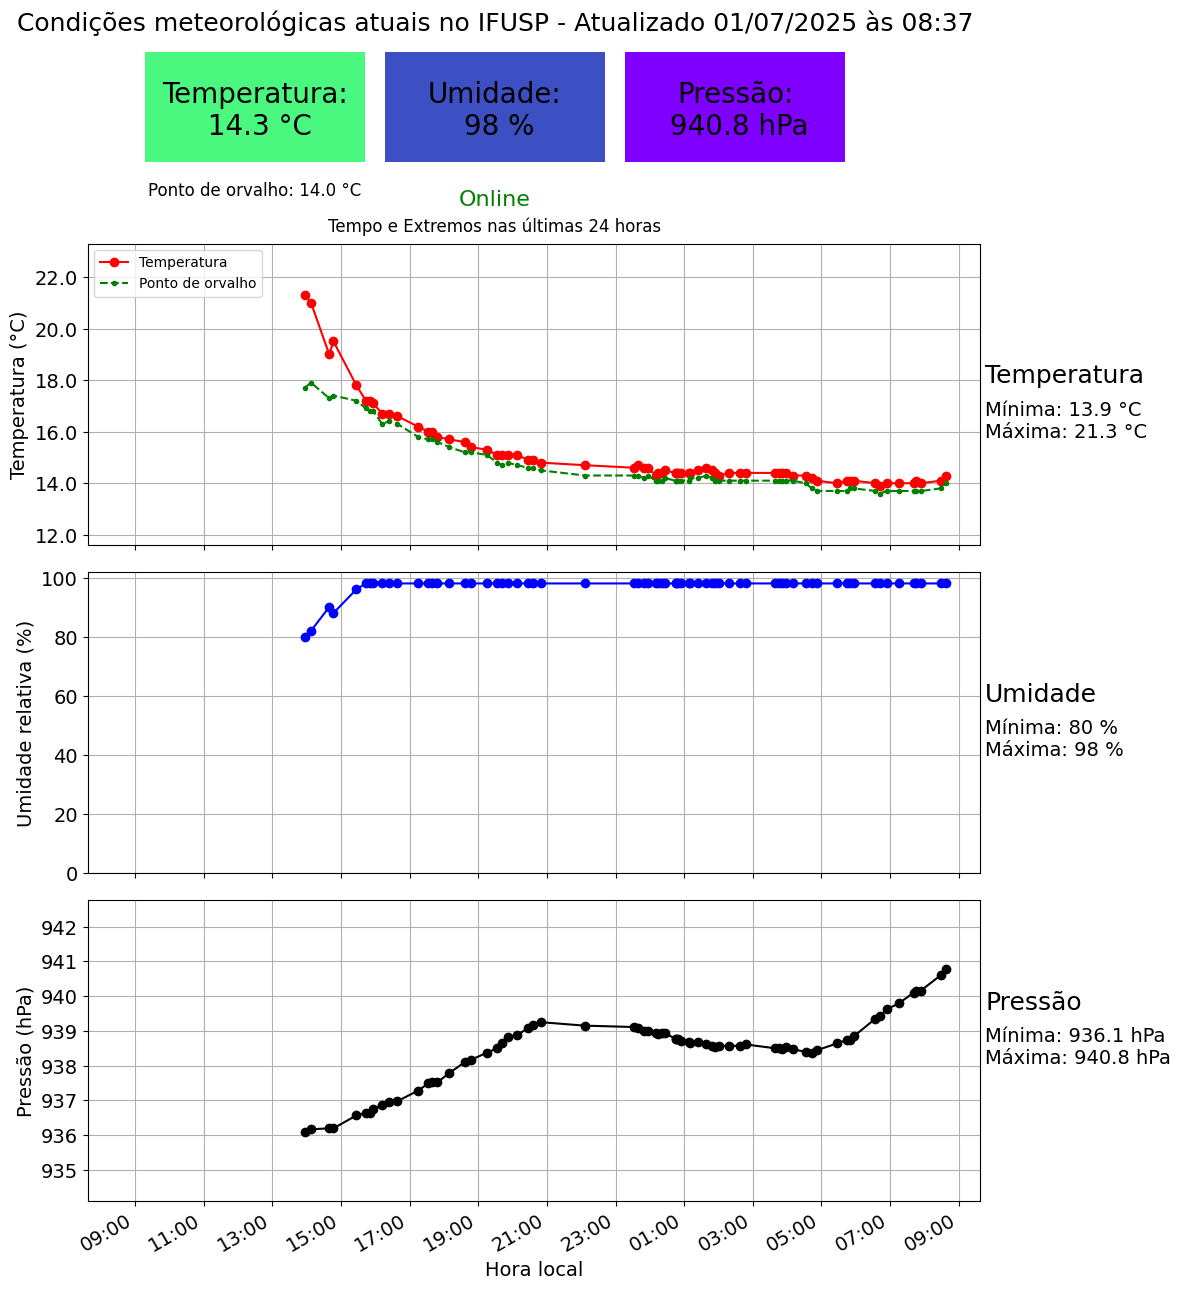 Condições meteorológicas atuais no IFUSP - Atualizado 01/07/2025 às 08:37
Temperatura:
14.3 °C
Umidade:
98 %
Pressão:
940.8 hPa
Ponto de orvalho: 14.0 °C
Online
Tempo e Extremos nas últimas 24 horas
Temperatura
Ponto de orvalho
Temperatura (°C)
22.0
20.0
18.0
16.0
14.0
12.0
Temperatura
Mínima: 13.9 °C
Máxima: 21.3 °C
Umidade relativa (%)
100
80
60
40
20
0
Umidade
Mínima: 80 %
Máxima: 98 %
Pressão (hPa)
942
941
940
939
938
937
936
935
Pressão
Mínima: 936.1 hPa
Máxima: 940.8 hPa
09:00
11:00
13:00
15:00
17:00
19:00
21:00
23:00
01:00
03:00
05:00
07:00
09:00
Hora local